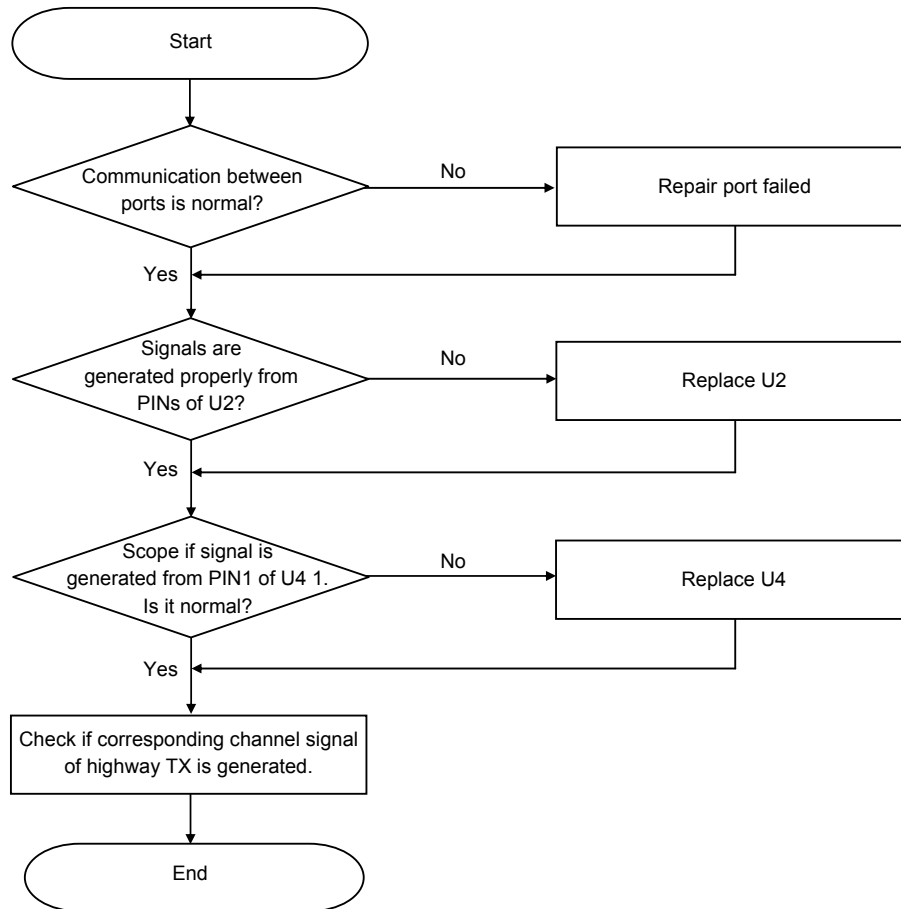 Start
Communication between
ports is normal?
No
Repair port failed
Yes
Signals are
generated properly from
PINs of U2?
No
Replace U2
Yes
Scope if signal is
generated from PIN1 of U4 1.
Is it normal?
No
Replace U4
Yes
Check if corresponding channel signal
of highway TX is generated.
End